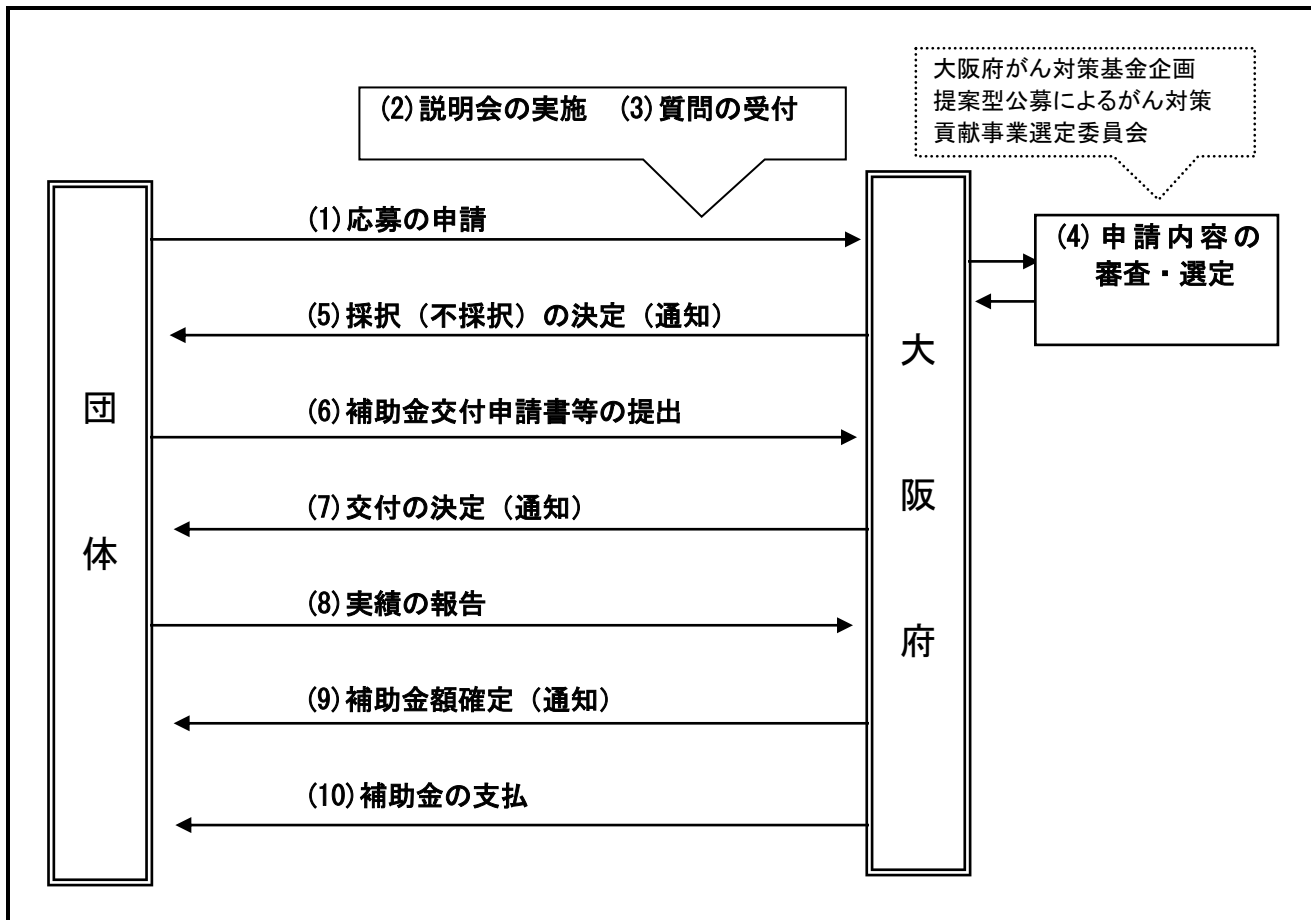 大阪府がん対策基金企画
提案型公募によるがん対策
貢献事業選定委員会
(2)説明会の実施　(3)質問の受付
(1)応募の申請
(4)申請内容の
審査・選定
(5)採択（不採択）の決定（通知）
(6)補助金交付申請書等の提出
(7)交付の決定（通知）
(8)実績の報告
(9)補助金額確定（通知）
(10)補助金の支払
団体
大阪府